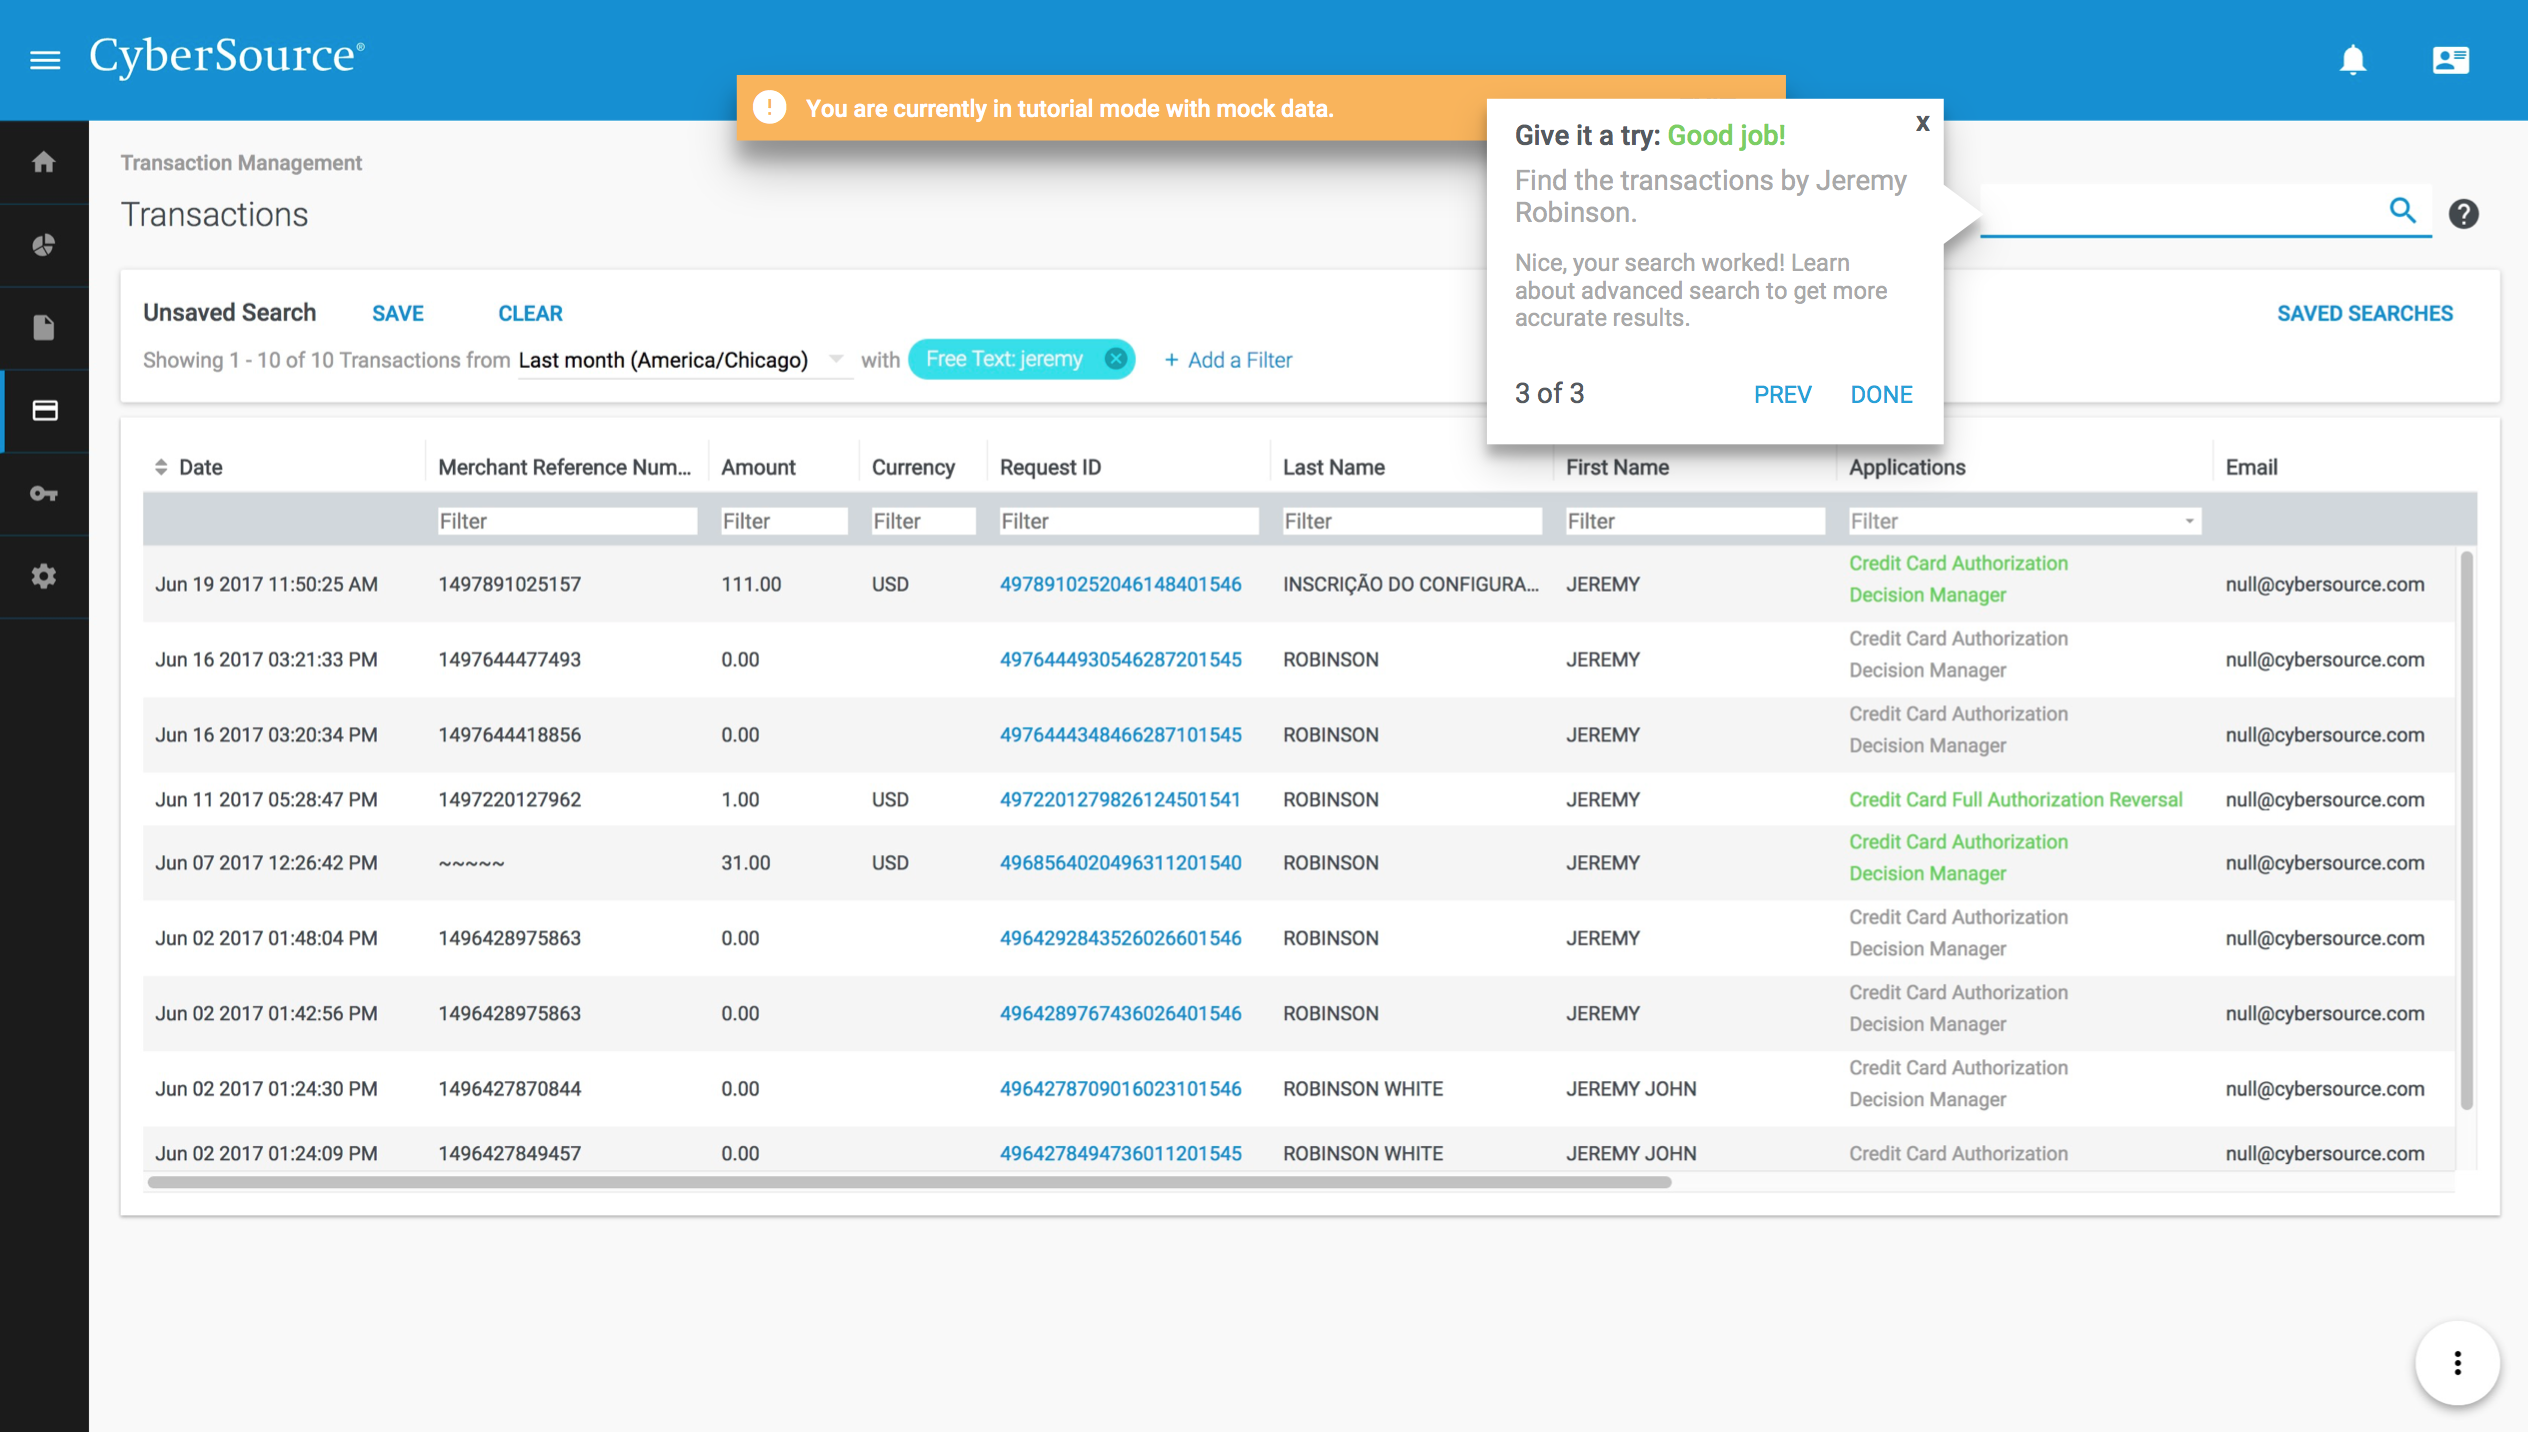 CyberSource®
You are currently in tutorial mode with mock data.
Give it a try: Good job!
x
Find the transactions by Jeremy
Robinson.
Nice, your search worked! Learn
about advanced search to get more
accurate results.
3 of 3 PREV DONE
Transaction Management
Transactions
?
Unsaved Search SAVE CLEAR SAVED SEARCHES
Showing 1 - 10 of 10 Transactions from Last month (America/Chicago) with Free Text: jeremy + Add a Filter
Date Merchant Reference Num... Amount Currency Request ID Last Name First Name Applications Email
Filter Filter Filter Filter Filter Filter Filter
Jun 19 2017 11:50:25 AM 1497891025157 111.00 USD 4978910252046148401546 INSCRIÇÃO DO CONFIGURA... JEREMY Credit Card Authorization null@cybersource.com
Decision Manager
Jun 16 2017 03:21:33 PM 1497644477493 0.00 4976444930546287201545 ROBINSON JEREMY Credit Card Authorization null@cybersource.com
Decision Manager
Jun 16 2017 03:20:34 PM 1497644418856 0.00 4976444348466287101545 ROBINSON JEREMY Credit Card Authorization null@cybersource.com
Decision Manager
Jun 11 2017 05:28:47 PM 1497220127962 1.00 USD 4972201279826124501541 ROBINSON JEREMY Credit Card Full Authorization Reversal null@cybersource.com
Jun 07 2017 12:26:42 PM ~~~~~ 31.00 USD 4968564020496311201540 ROBINSON JEREMY Credit Card Authorization null@cybersource.com
Decision Manager
Jun 02 2017 01:48:04 PM 1496428975863 0.00 4964292843526026601546 ROBINSON JEREMY Credit Card Authorization null@cybersource.com
Decision Manager
Jun 02 2017 01:42:56 PM 1496428975863 0.00 4964289767436026401546 ROBINSON JEREMY Credit Card Authorization null@cybersource.com
Decision Manager
Jun 02 2017 01:24:30 PM 1496427870844 0.00 4964278709016023101546 ROBINSON WHITE JEREMY JOHN Credit Card Authorization null@cybersource.com
Decision Manager
Jun 02 2017 01:24:09 PM 1496427849457 0.00 4964278494736011201545 ROBINSON WHITE JEREMY JOHN Credit Card Authorization null@cybersource.com